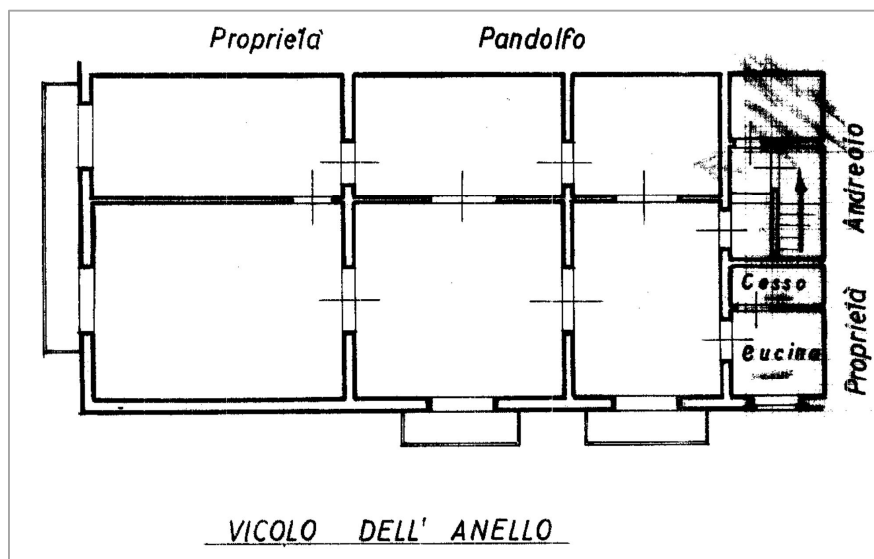 Proprietà Pandolfo
Proprietà Andreolo
Cesso
cucina
VICOLO DELL' ANELLO